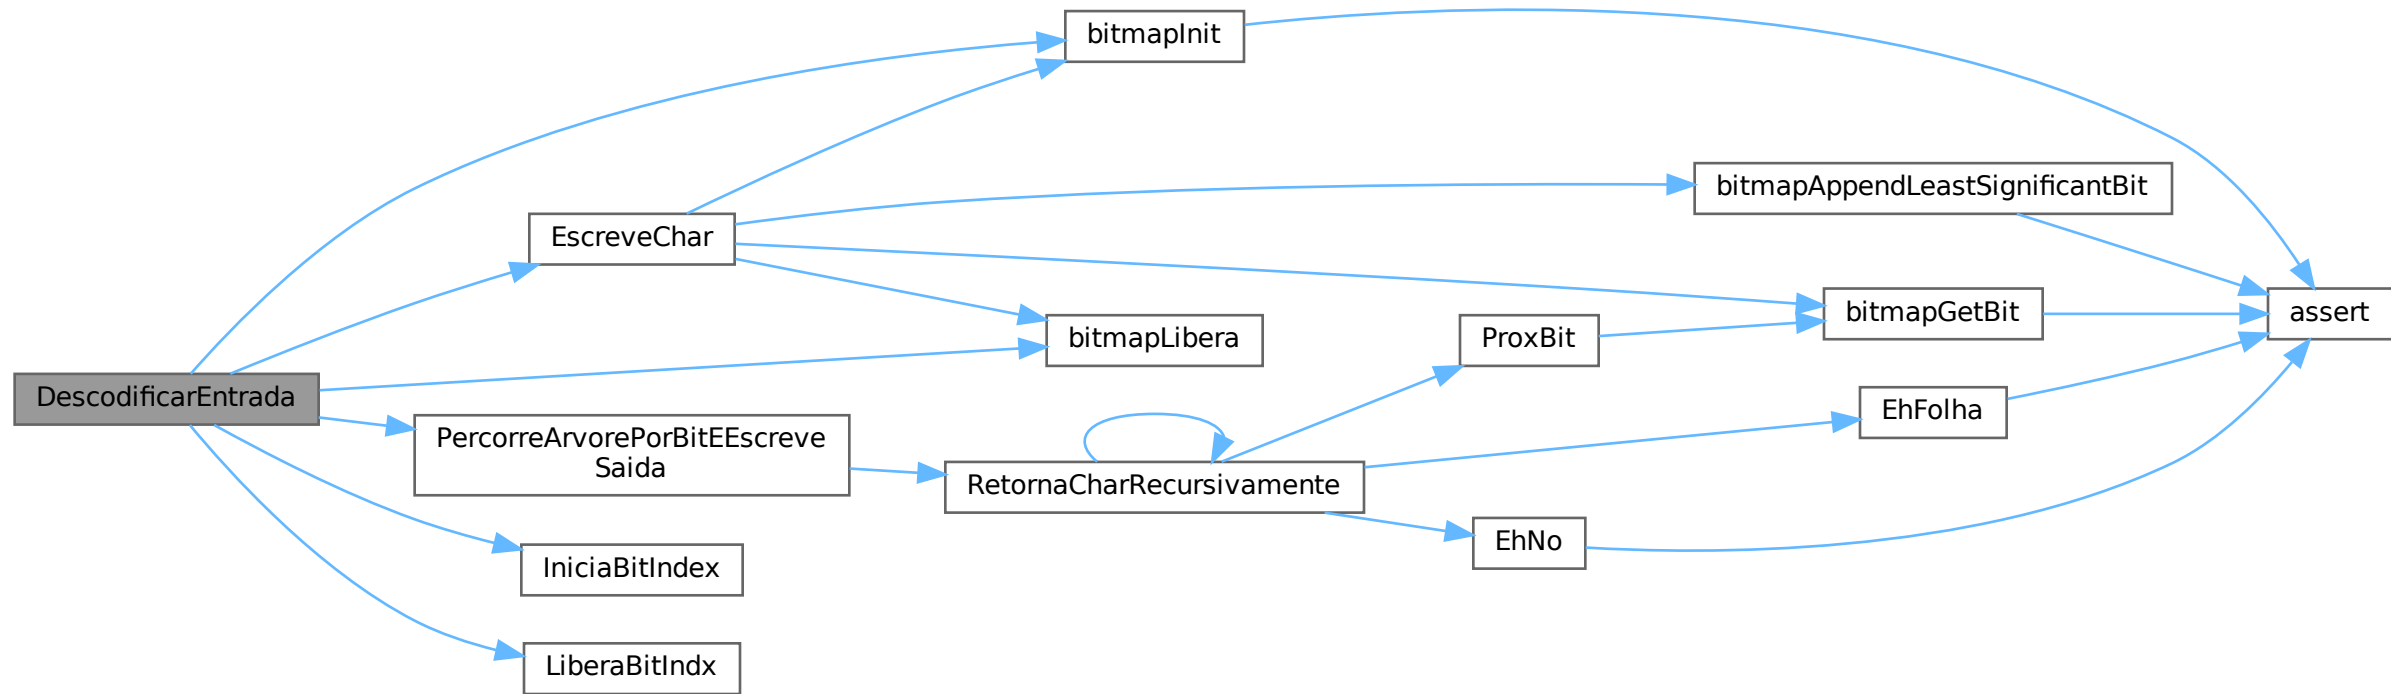 bitmapInit
bitmapAppendLeastSignificantBit
EscreveChar
bitmapGetBit
assert
bitmapLibera
ProxBit
DescodificarEntrada
EhFolha
PercorreArvorePorBitEEscreve
Saida
RetornaCharRecursivamente
EhNo
IniciaBitIndex
LiberaBitIndx